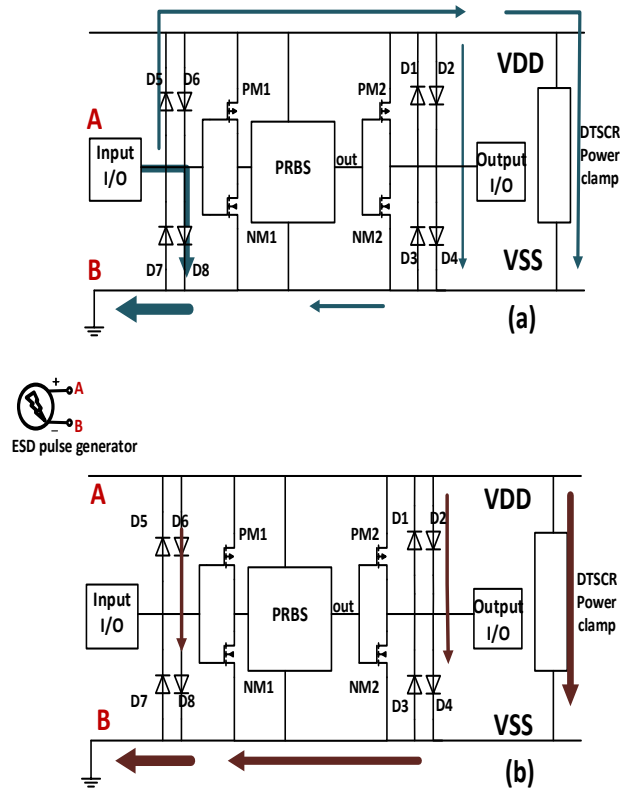 D5
D6
PM1
PM2
D1
D2
VDD
A
Input
I/O
PRBS
out
Output
I/O
DTSCR
Power
clamp
B
D7
D8
NM1
NM2
D3
D4
VSS
(a)
+
A
B
_
ESD pulse generator
A
D5
D6
PM1
PM2
D1
D2
VDD
Input
I/O
PRBS
out
Output
I/O
DTSCR
Power
clamp
B
D7
D8
NM1
NM2
D3
D4
VSS
(b)